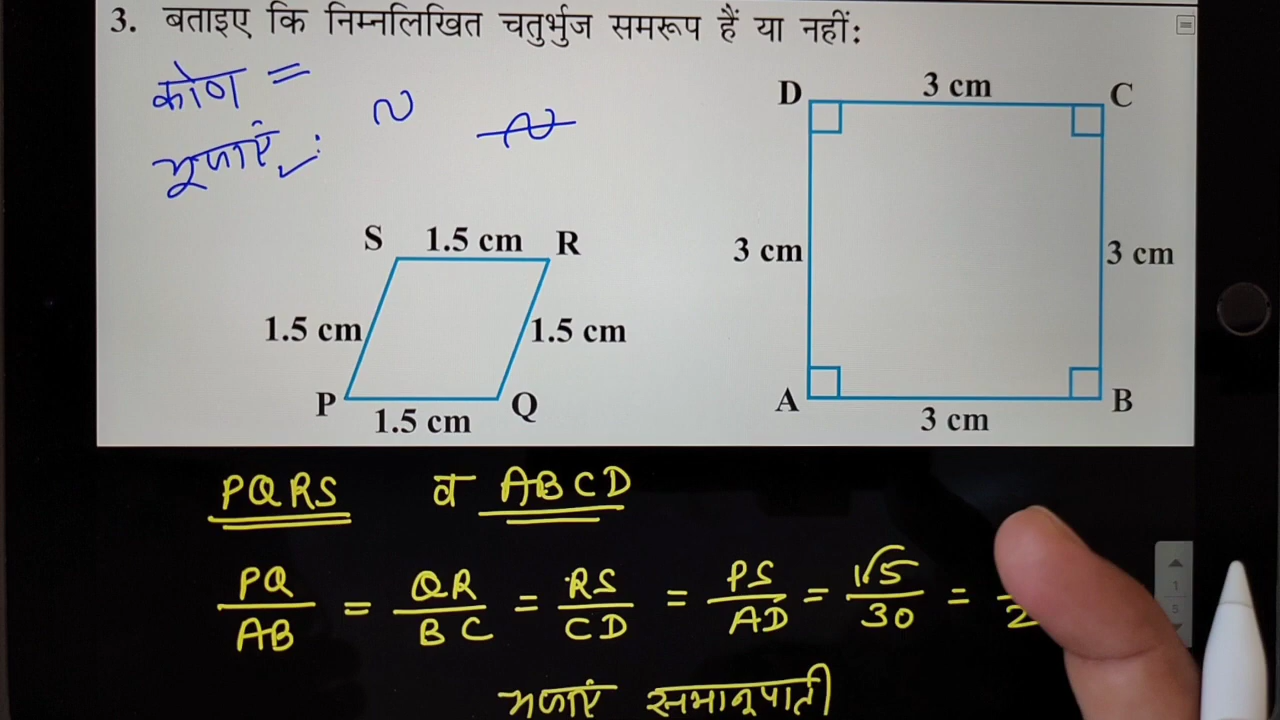 3. बताइए कि निम्नलिखित चतुर्भुज समरूप हैं या नहीं:
कोण =
भूजाएं :
~
S 1.5 cm R
1.5 cm 1.5 cm
P 1.5 cm Q
D 3 cm C
3 cm 3 cm
A 3 cm B
PQRS व ABCD
PQ/AB = QR/BC = RS/CD = PS/AD = 15/30 =
भुजाएं समानूपाती